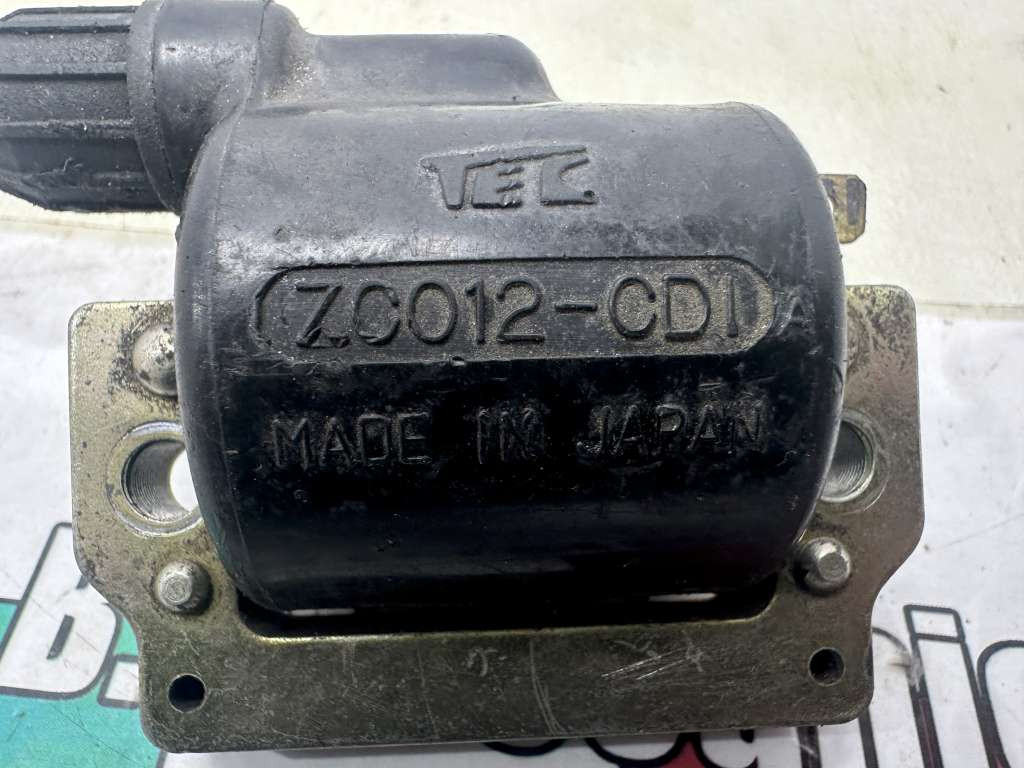 TEC.
ZC012-CDI A
MADE IN JAPAN